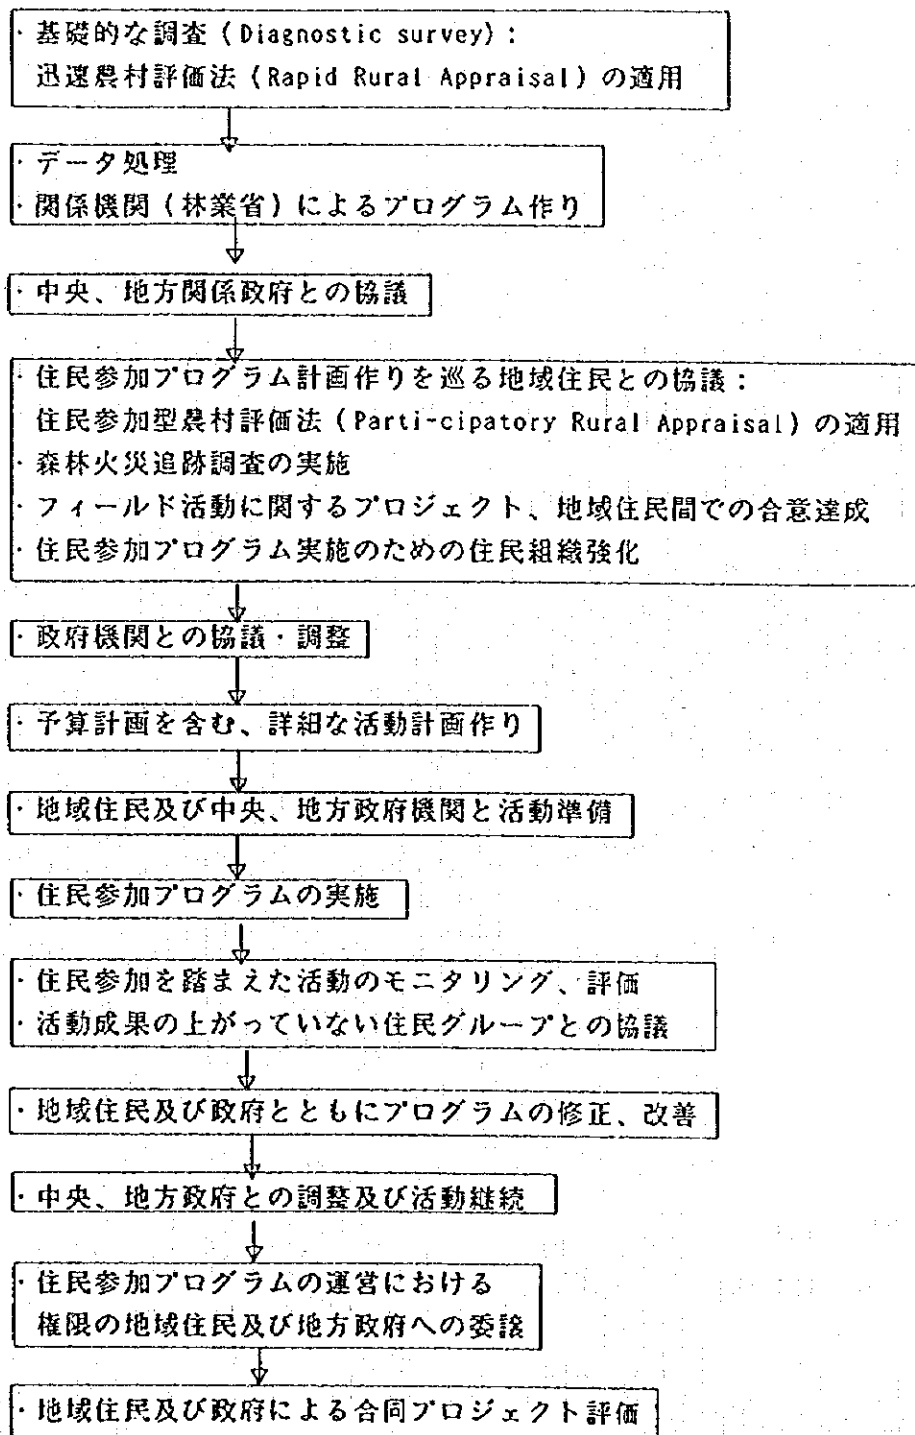 ・基礎的な調査（Diagnostic survey）：
迅速農村評価法（Rapid Rural Appraisal）の適用
・データ処理
・関係機関（林業省）によるプログラム作り
・中央、地方関係政府との協議
・住民参加プログラム計画作りを巡る地域住民との協議：
住民参加型農村評価法（Parti-cipatory Rural Appraisal）の適用
・森林火災追跡調査の実施
・フィールド活動に関するプロジェクト、地域住民間での合意達成
・住民参加プログラム実施のための住民組織強化
・政府機関との協議・調整
・予算計画を含む、詳細な活動計画作り
・地域住民及び中央、地方政府機関と活動準備
・住民参加プログラムの実施
・住民参加を踏まえた活動のモニタリング、評価
・活動成果の上がっていない住民グループとの協議
・地域住民及び政府とともにプログラムの修正、改善
・中央、地方政府との調整及び活動継続
・住民参加プログラムの運営における
権限の地域住民及び地方政府への委譲
・地域住民及び政府による合同プロジェクト評価